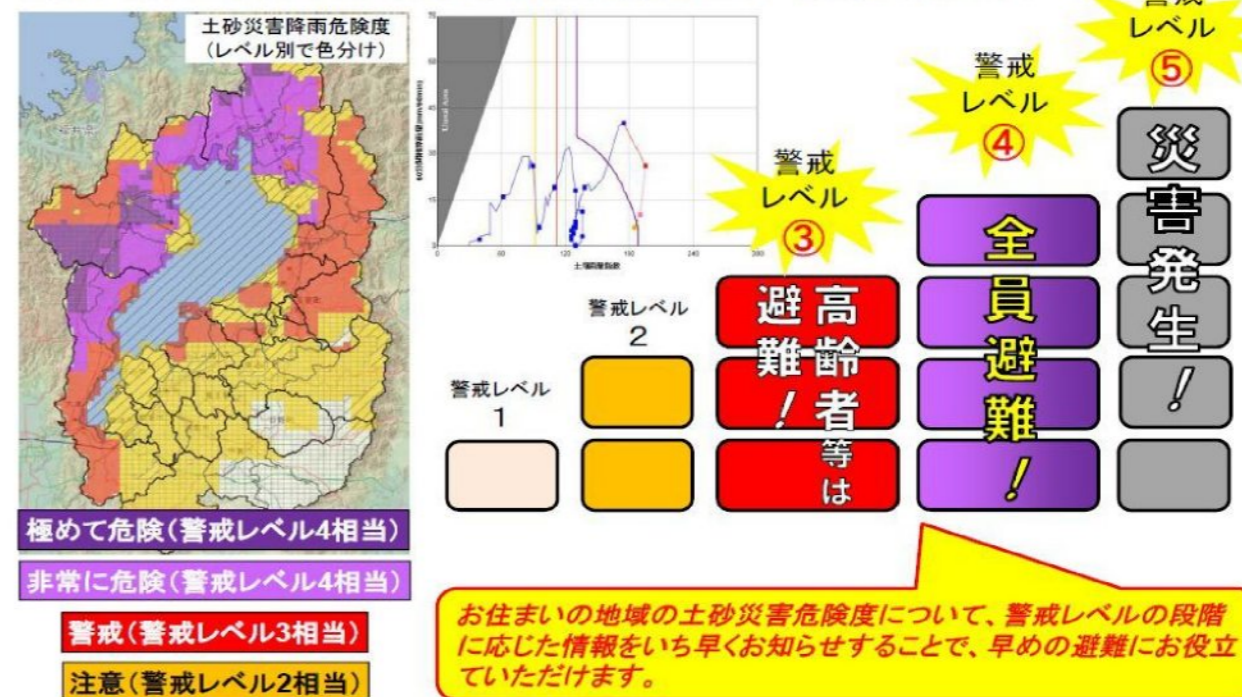 土砂災害降雨危険度
(レベル別で色分け)
極めて危険(警戒レベル4相当)
非常に危険(警戒レベル4相当)
警戒(警戒レベル3相当)
注意(警戒レベル2相当)
土壌雨量指数
警戒レベル
1
警戒レベル
2
警戒
レベル
③
高齢者等は
避難!
警戒
レベル
④
全員避難!
警戒
レベル
⑤
災害発生!
お住まいの地域の土砂災害危険度について、警戒レベルの段階
に応じた情報をいち早くお知らせすることで、早めの避難にお役立
ていただけます。